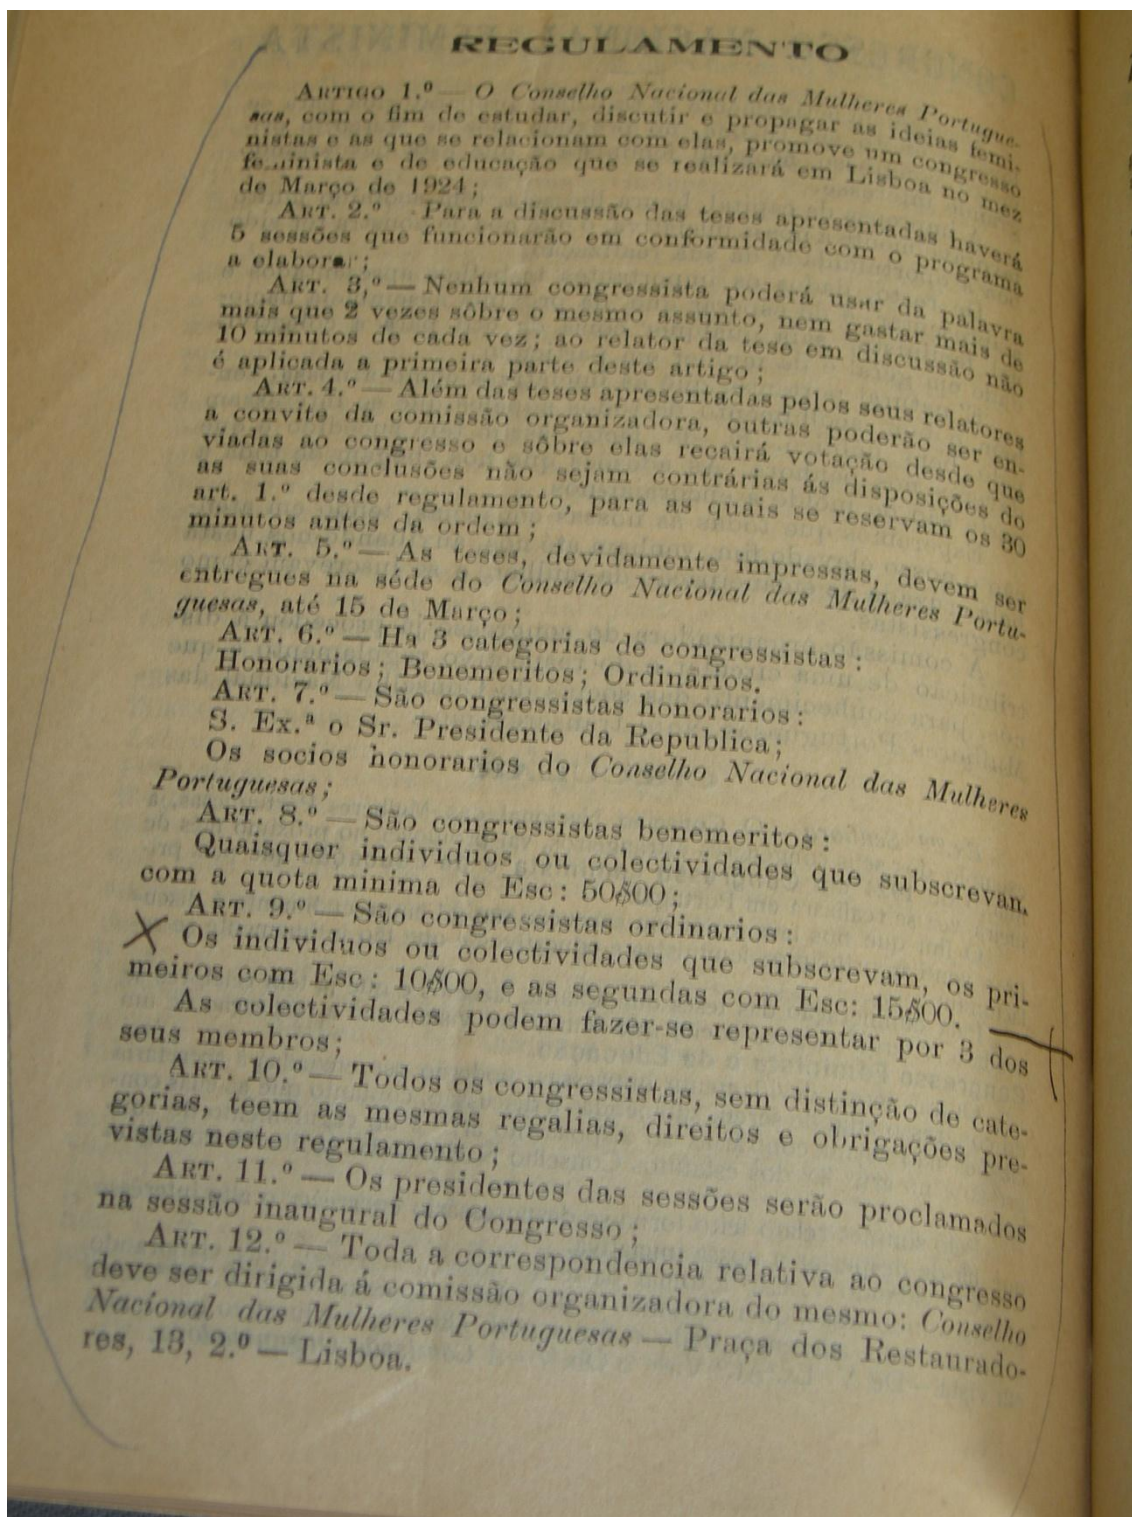 REGULAMENTO
ARTIGO 1.º — O Conselho Nacional das Mulheres Portugue-
sas, com o fim de estudar, discutir e propagar as ideias femi-
nistas e as que se relacionam com elas, promove um congresso
feminista e de educação que se realizará em Lisboa no mez
de Março de 1924;
ART. 2.º - Para a discussão das teses apresentadas haverá
5 sessões que funcionarão em conformidade com o programa
a elaborar;
ART. 3,º — Nenhum congressista poderá usar da palavra
mais que 2 vezes sôbre o mesmo assunto, nem gastar mais de
10 minutos de cada vez; ao relator da tese em discussão não
é aplicada a primeira parte deste artigo;
ART. 4.º — Além das teses apresentadas pelos seus relatores
a convite da comissão organizadora, outras poderão ser en-
viadas ao congresso e sôbre elas recairá votação desde que
as suas conclusões não sejam contrárias ás disposições do
art. 1.º desde regulamento, para as quais se reservam os 30
minutos antes da ordem;
ART. 5.º — As teses, devidamente impressas, devem ser
entregues na séde do Conselho Nacional das Mulheres Portu-
guesas, até 15 de Março;
ART. 6.º — Ha 3 categorias de congressistas:
Honorarios; Benemeritos; Ordinarios.
ART. 7.º — São congressistas honorarios:
S. Ex.ª o Sr. Presidente da Republica;
Os socios honorarios do Conselho Nacional das Mulheres
Portuguesas;
ART. 8.º — São congressistas benemeritos:
Quaisquer individuos ou colectividades que subscrevan.
com a quota minima de Esc: 50$00;
ART. 9.º — São congressistas ordinarios:
Os individuos ou colectividades que subscrevam, os pri-
meiros com Esc: 10$00, e as segundas com Esc: 15$00.
As colectividades podem fazer-se representar por 3 dos
seus membros;
ART. 10.º — Todos os congressistas, sem distinção de cate-
gorias, teem as mesmas regalias, direitos e obrigações pre-
vistas neste regulamento;
ART. 11.º — Os presidentes das sessões serão proclamados
na sessão inaugural do Congresso;
ART. 12.º — Toda a correspondencia relativa ao congresso
deve ser dirigida á comissão organizadora do mesmo: Conselho
Nacional das Mulheres Portuguesas — Praça dos Restaurado-
res, 13, 2.º — Lisboa.